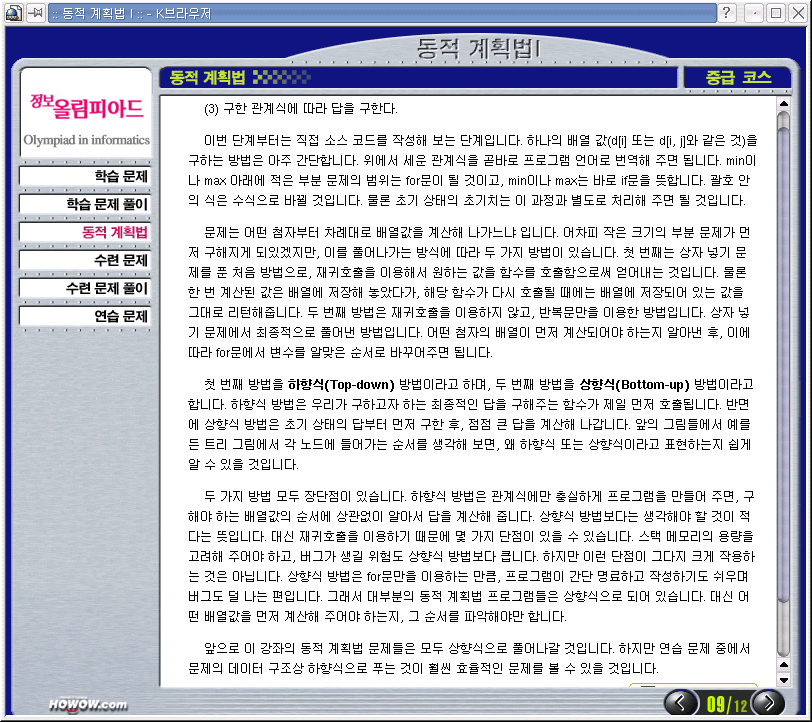 :: 동적 계획법 I :: - K브라우저
동적 계획법I
정보올림피아드
Olympiad in informatics
동적 계획법
중급 코스
학습 문제
학습 문제 풀이
동적 계획법
수련 문제
수련 문제 풀이
연습 문제
(3) 구한 관계식에 따라 답을 구한다.
이번 단계부터는 직접 소스 코드를 작성해 보는 단계입니다. 하나의 배열 값(d[i] 또는 d[i, j]와 같은 것)을
구하는 방법은 아주 간단합니다. 위에서 세운 관계식을 곧바로 프로그램 언어로 번역해 주면 됩니다. min이
나 max 아래에 적은 부분 문제의 범위는 for문이 될 것이고, min이나 max는 바로 if문을 뜻합니다. 괄호 안
의 식은 수식으로 바뀔 것입니다. 물론 초기 상태의 초기치는 이 과정과 별도로 처리해 주면 될 것입니다.
문제는 어떤 첨자부터 차례대로 배열값을 계산해 나가느냐 입니다. 어차피 작은 크기의 부분 문제가 먼
저 구해지게 되있겠지만, 이를 풀어나가는 방식에 따라 두 가지 방법이 있습니다. 첫 번째는 상자 넣기 문
제를 푼 처음 방법으로, 재귀호출을 이용해서 원하는 값을 함수를 호출함으로써 얻어내는 것입니다. 물론
한 번 계산된 값은 배열에 저장해 놓았다가, 해당 함수가 다시 호출될 때에는 배열에 저장되어 있는 값을
그대로 리턴해줍니다. 두 번째 방법은 재귀호출을 이용하지 않고, 반복문만을 이용한 방법입니다. 상자 넣
기 문제에서 최종적으로 풀어낸 방법입니다. 어떤 첨자의 배열이 먼저 계산되어야 하는지 알아낸 후, 이에
따라 for문에서 변수를 알맞은 순서로 바꾸어주면 됩니다.
첫 번째 방법을 하향식(Top-down) 방법이라고 하며, 두 번째 방법을 상향식(Bottom-up) 방법이라고
합니다. 하향식 방법은 우리가 구하고자 하는 최종적인 답을 구해주는 함수가 제일 먼저 호출됩니다. 반면
에 상향식 방법은 초기 상태의 답부터 먼저 구한 후, 점점 큰 답을 계산해 나갑니다. 앞의 그림들에서 예를
든 트리 그림에서 각 노드에 들어가는 순서를 생각해 보면, 왜 하향식 또는 상향식이라고 표현하는지 쉽게
알 수 있을 것입니다.
두 가지 방법 모두 장단점이 있습니다. 하향식 방법은 관계식에만 충실하게 프로그램을 만들어 주면, 구
해야 하는 배열값의 순서에 상관없이 알아서 답을 계산해 줍니다. 상향식 방법보다는 생각해야 할 것이 적
다는 뜻입니다. 대신 재귀호출을 이용하기 때문에 몇 가지 단점이 있을 수 있습니다. 스택 메모리의 용량을
고려해 주어야 하고, 버그가 생길 위험도 상향식 방법보다 큽니다. 하지만 이런 단점이 그다지 크게 작용하
는 것은 아닙니다. 상향식 방법은 for문만을 이용하는 만큼, 프로그램이 간단 명료하고 작성하기도 쉬우며
버그도 덜 나는 편입니다. 그래서 대부분의 동적 계획법 프로그램들은 상향식으로 되어 있습니다. 대신 어
떤 배열값을 먼저 계산해 주어야 하는지, 그 순서를 파악해야만 합니다.
앞으로 이 강좌의 동적 계획법 문제들은 모두 상향식으로 풀어나갈 것입니다. 하지만 연습 문제 중에서
문제의 데이터 구조상 하향식으로 푸는 것이 훨씬 효율적인 문제를 볼 수 있을 것입니다.
HOWOW.com
09/12